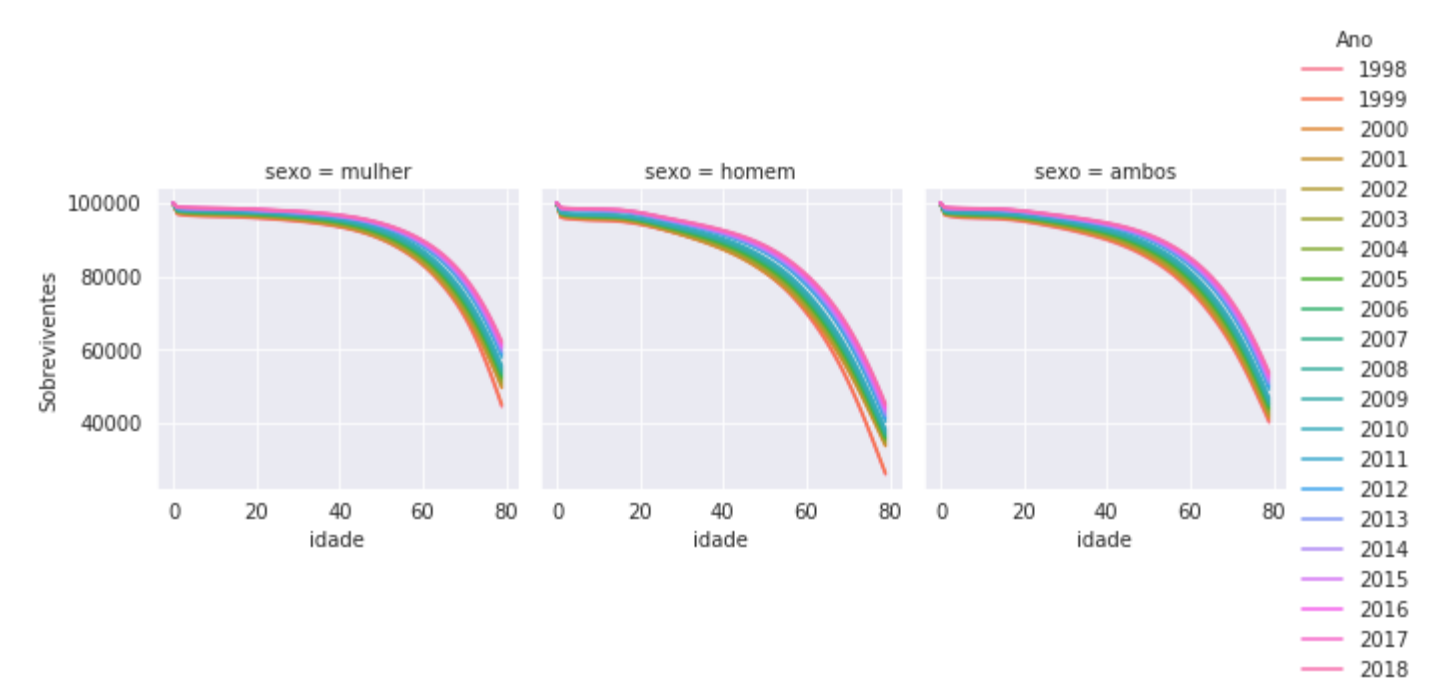 Ano
1998
1999
2000
2001
2002
2003
2004
2005
2006
2007
2008
2009
2010
2011
2012
2013
2014
2015
2016
2017
2018
sexo = mulher
sexo = homem
sexo = ambos
100000
80000
60000
40000
Sobreviventes
0 20 40 60 80
0 20 40 60 80
0 20 40 60 80
idade
idade
idade